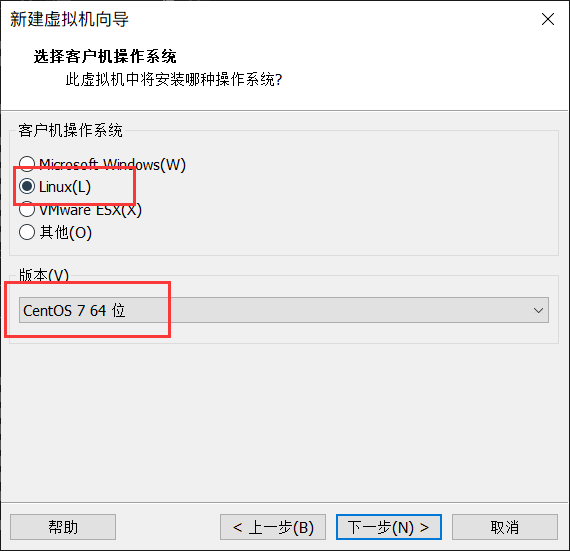 新建虚拟机向导
选择客户机操作系统
此虚拟机中将安装哪种操作系统?
客户机操作系统
Microsoft Windows(W)
Linux(L)
VMware ESX(X)
其他(O)
版本(V)
CentOS 7 64 位
帮助
< 上一步(B)
下一步(N) >
取消